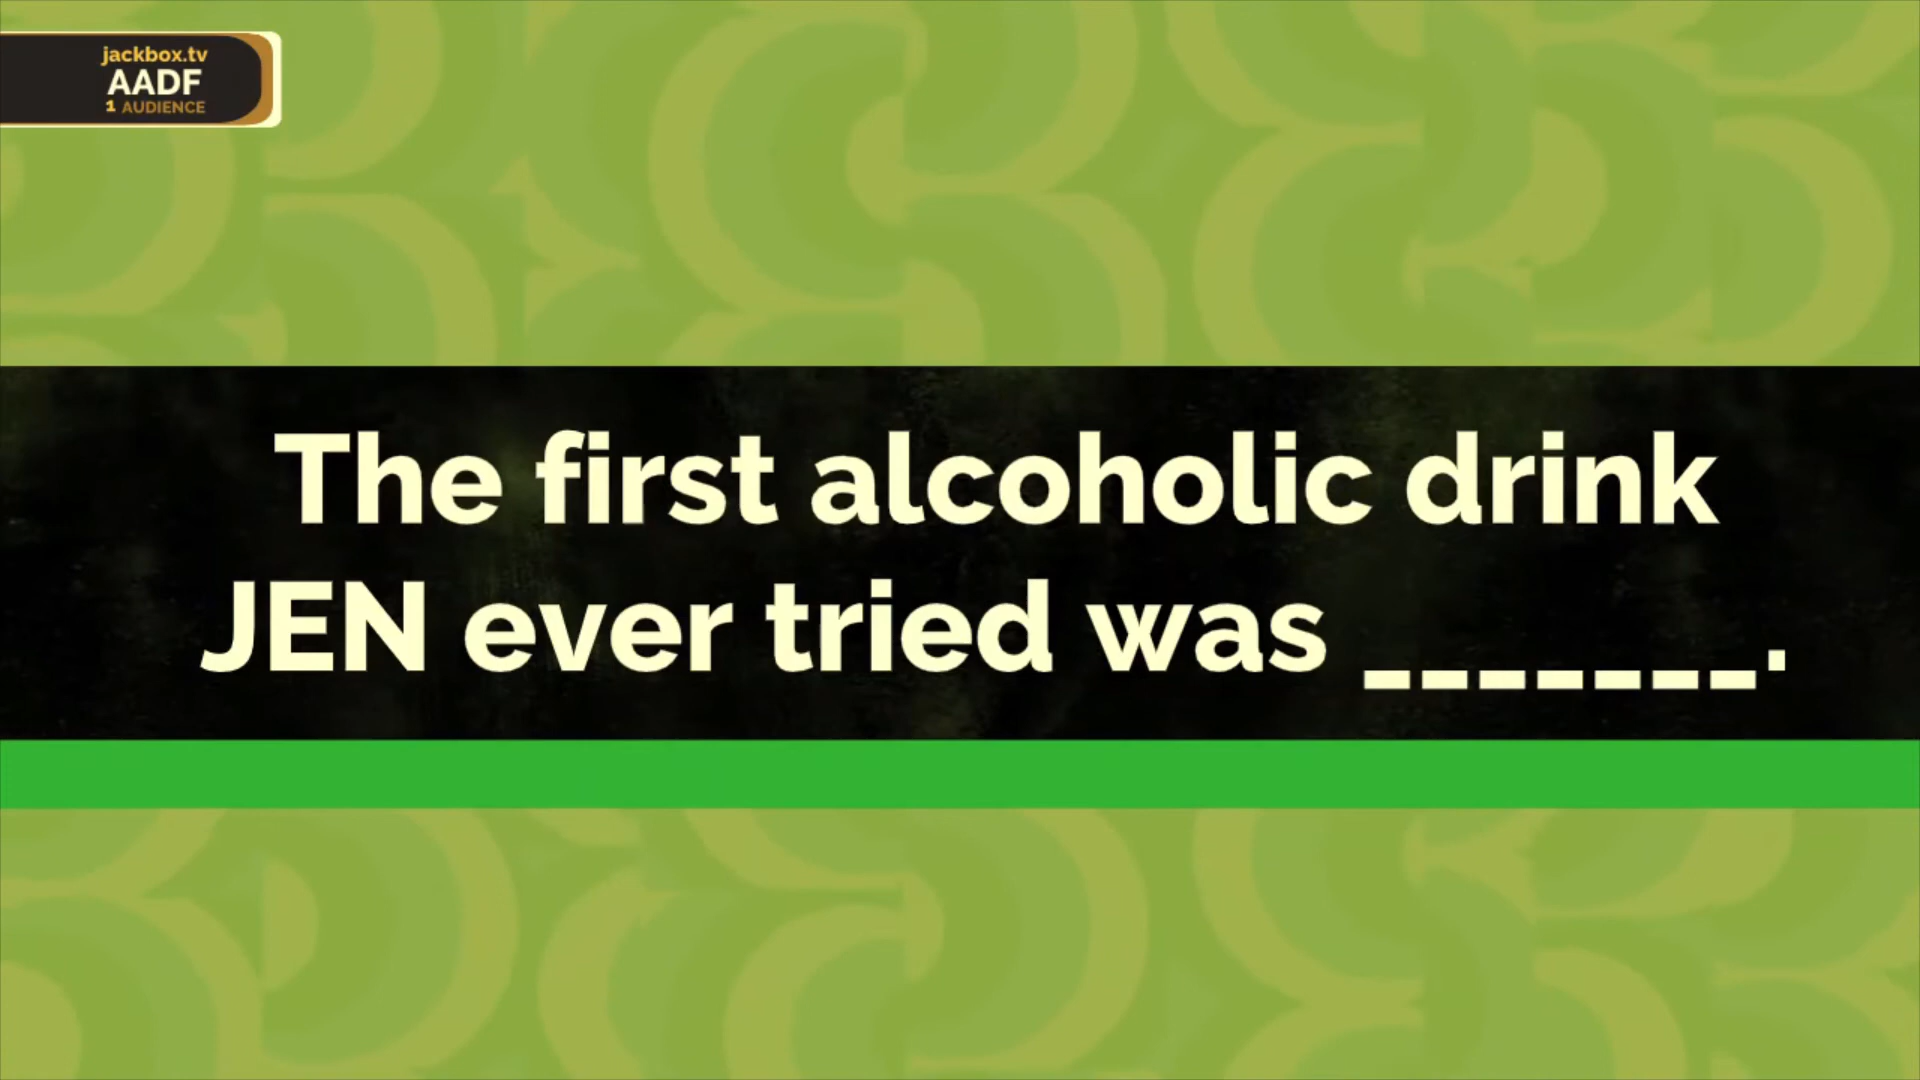 jackbox.tv
AADF
1 AUDIENCE
The first alcoholic drink
JEN ever tried was _______.